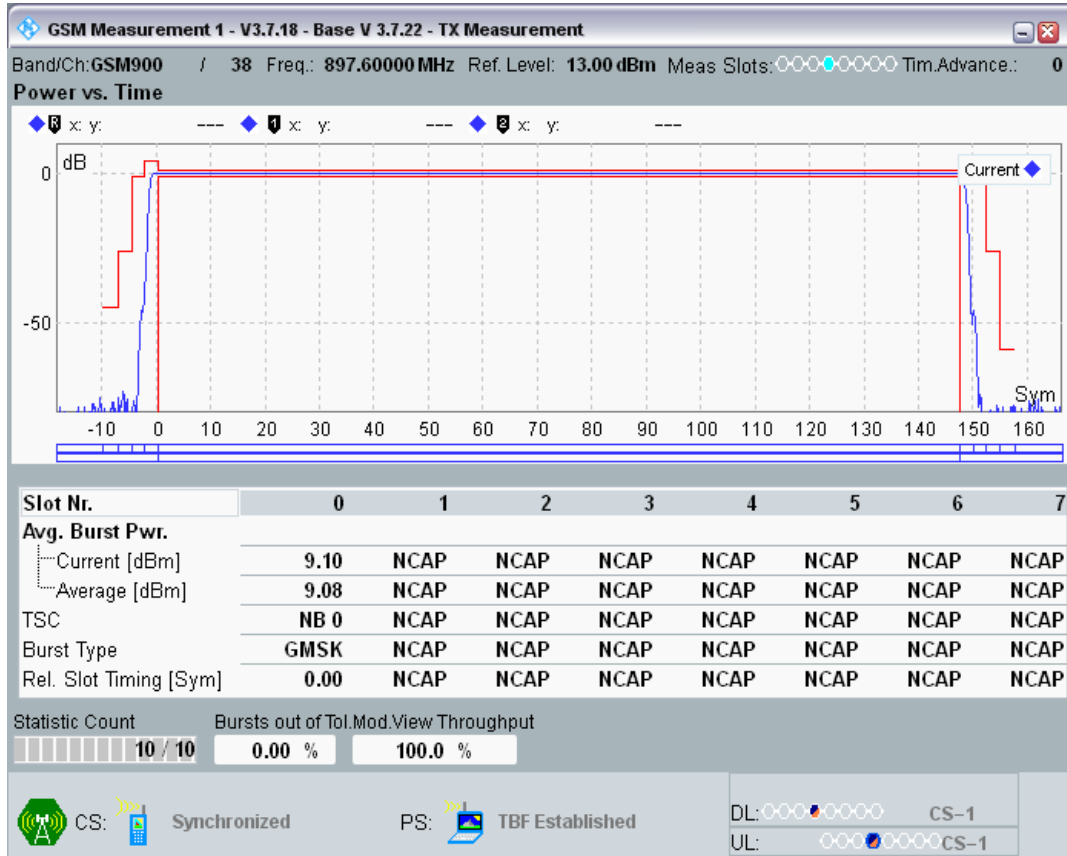 GSM Measurement 1 - V3.7.18 - Base V 3.7.22 - TX Measurement
Band/Ch:GSM900 / 38 Freq.: 897.60000 MHz Ref. Level: 13.00 dBm Meas Slots: Tim.Advance.: 0
Power vs. Time
R x: y: --- 1 x: y: --- 2 x: y: ---
dB
Current
0
-50
Sym
-10 0 10 20 30 40 50 60 70 80 90 100 110 120 130 140 150 160
Slot Nr. 0 1 2 3 4 5 6 7
Avg. Burst Pwr.
Current [dBm] 9.10 NCAP NCAP NCAP NCAP NCAP NCAP NCAP
Average [dBm] 9.08 NCAP NCAP NCAP NCAP NCAP NCAP NCAP
TSC NB 0 NCAP NCAP NCAP NCAP NCAP NCAP NCAP
Burst Type GMSK NCAP NCAP NCAP NCAP NCAP NCAP NCAP
Rel. Slot Timing [Sym] 0.00 NCAP NCAP NCAP NCAP NCAP NCAP NCAP
Statistic Count Bursts out of Tol. Mod.View Throughput
10 / 10 0.00 % 100.0 %
CS: Synchronized PS: TBF Established DL: CS-1
UL: CS-1